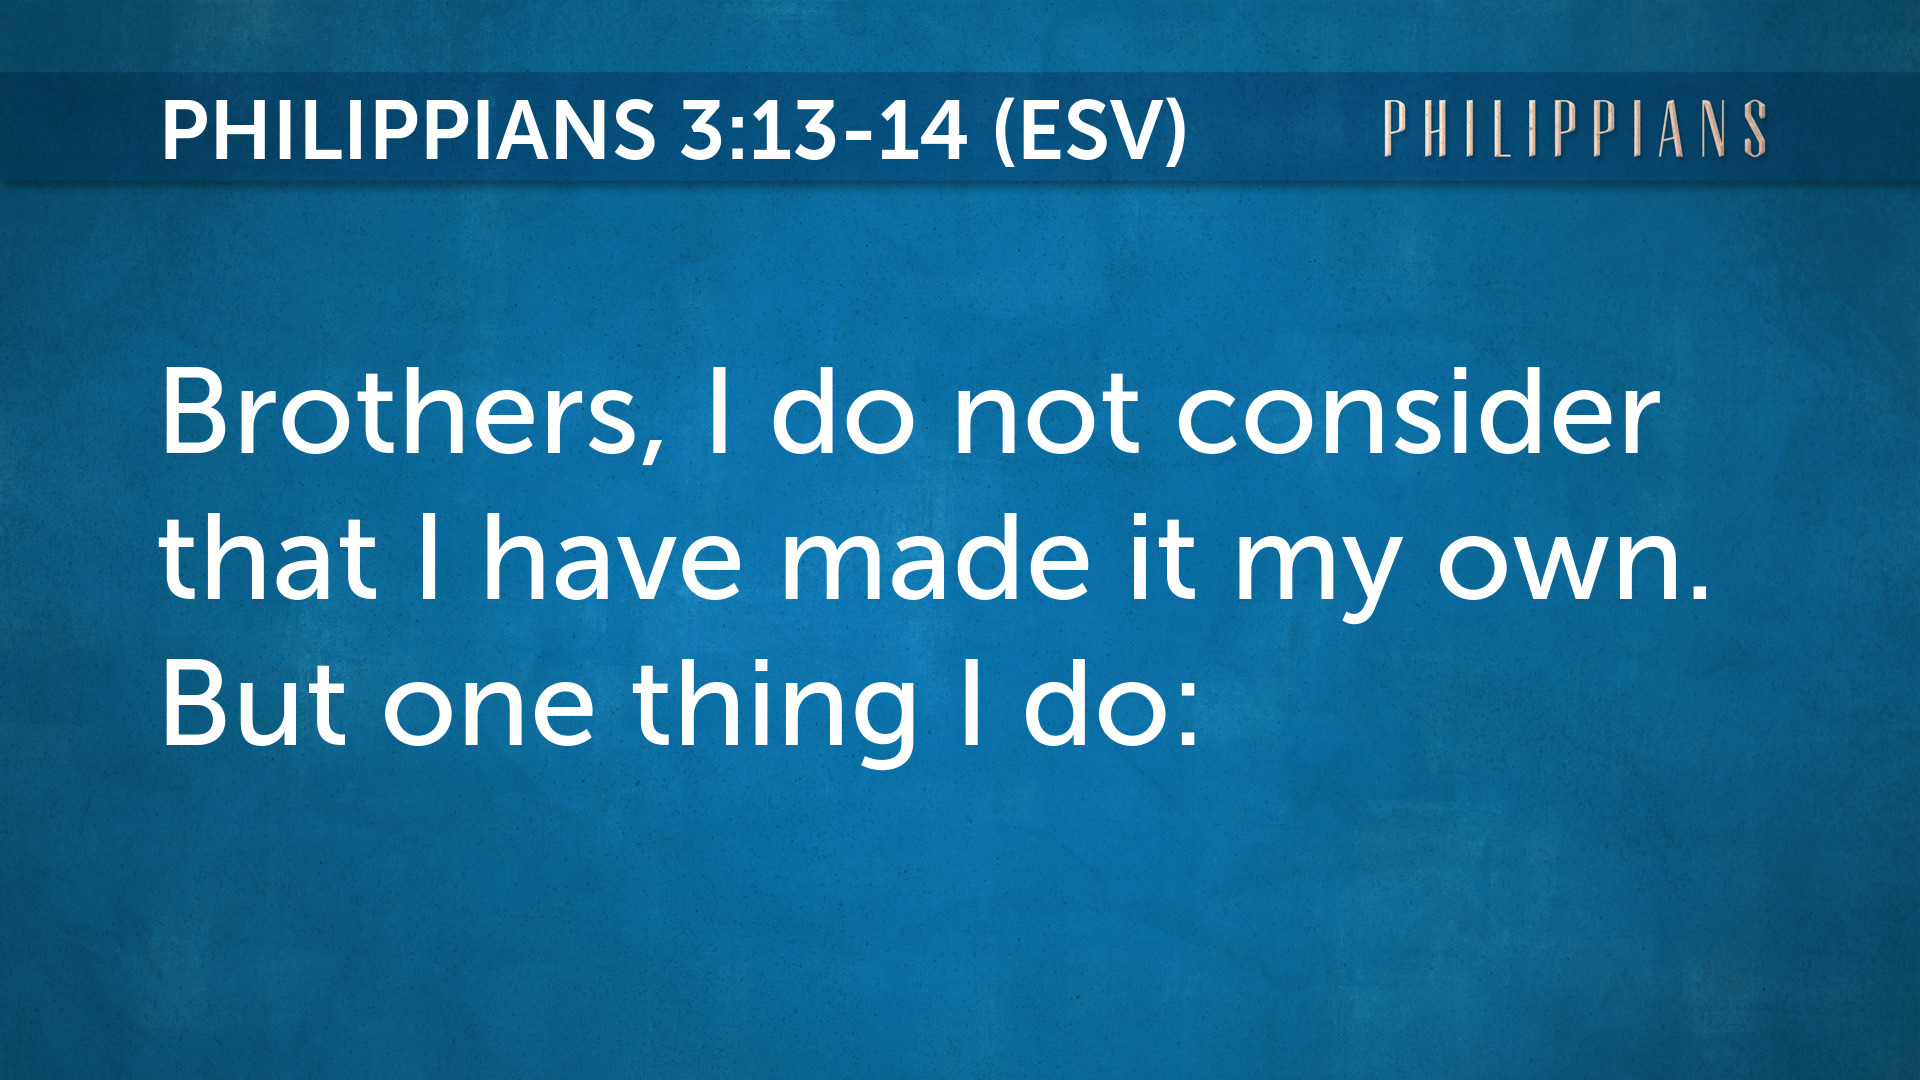 PHILIPPIANS 3:13-14 (ESV)
PHILIPPIANS
Brothers, I do not consider
that I have made it my own.
But one thing I do: